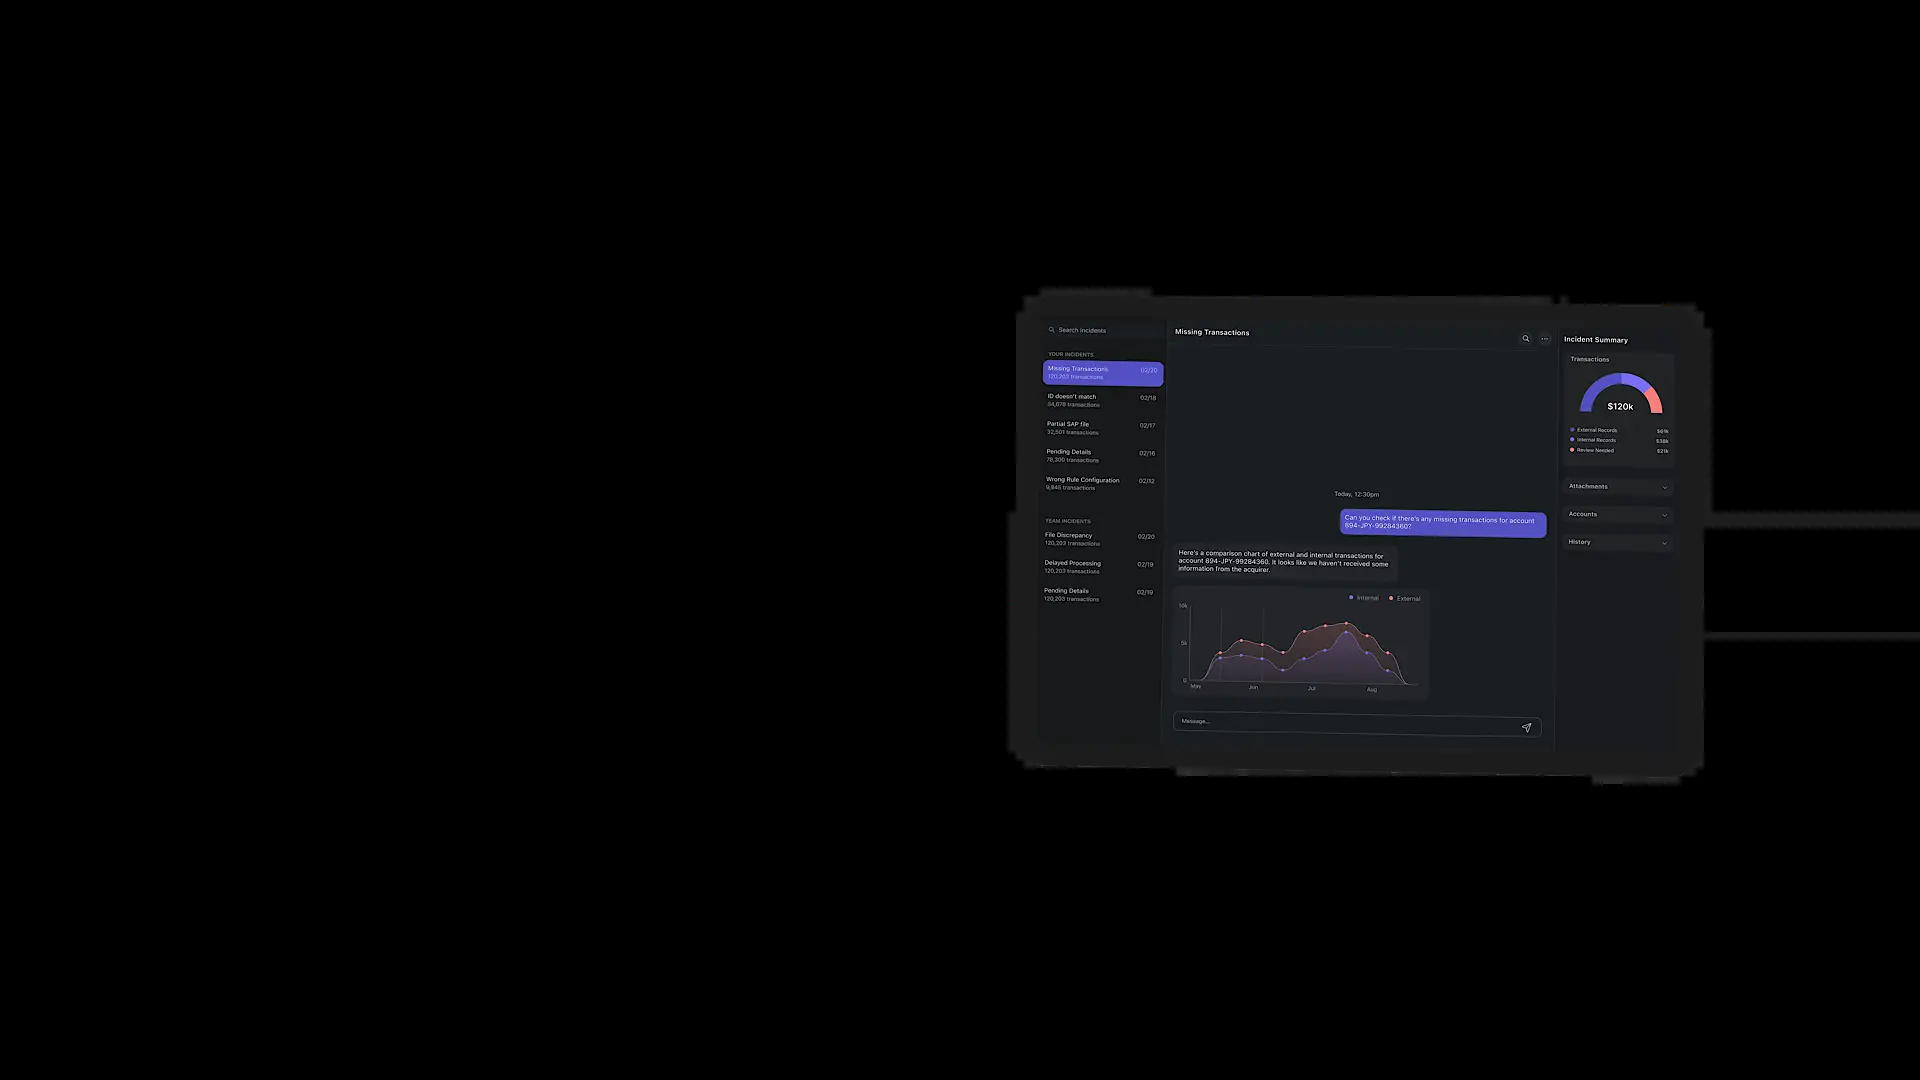 Search Incidents
YOUR INCIDENTS
Missing Transactions 02/20
120,203 transactions
ID doesn't match 02/18
84,678 transactions
Partial SAP file 02/17
32,501 transactions
Pending Details 02/16
78,300 transactions
Wrong Rule Configuration 02/12
9,846 transactions
TEAM INCIDENTS
File Discrepancy 02/20
120,203 transactions
Delayed Processing 02/19
120,203 transactions
Pending Details 02/19
120,203 transactions
Missing Transactions
Today, 12:30pm
Can you check if there's any missing transactions for account
894-JPY-99284360?
Here's a comparison chart of external and internal transactions for
account 894-JPY-99284360. It looks like we haven't received some
information from the acquirer.
Internal External
10k
5k
0
May Jun Jul Aug
Message...
Incident Summary
Transactions
$120k
External Records $61k
Internal Records $38k
Review Needed $21k
Attachments
Accounts
History